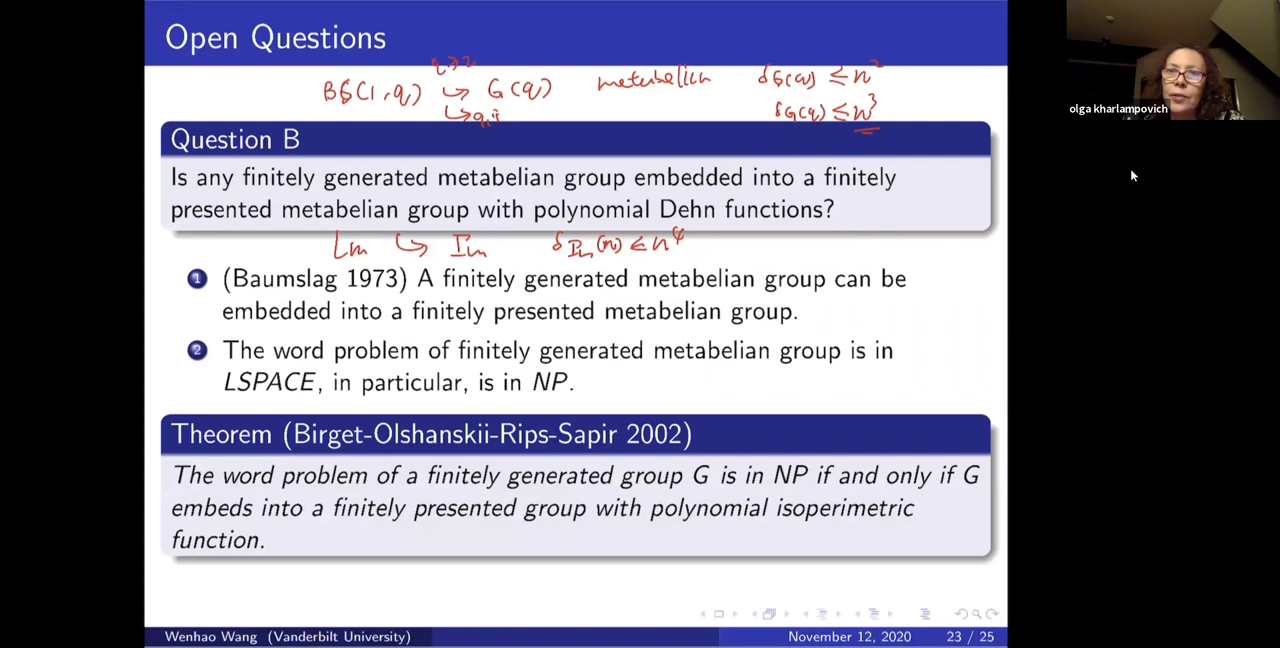 Open Questions
BS(1,q) ↪ G(q) metabelian δG(q) ≤ n²
δG(q) ≤ n³
olga kharlampovich
Question B
Is any finitely generated metabelian group embedded into a finitely
presented metabelian group with polynomial Dehn functions?
Lm ↪ Γm δΓm(n) ≤ n⁴
1 (Baumslag 1973) A finitely generated metabelian group can be
embedded into a finitely presented metabelian group.
2 The word problem of finitely generated metabelian group is in
LSPACE, in particular, is in NP.
Theorem (Birget-Olshanskii-Rips-Sapir 2002)
The word problem of a finitely generated group G is in NP if and only if G
embeds into a finitely presented group with polynomial isoperimetric
function.
Wenhao Wang (Vanderbilt University) November 12, 2020 23 / 25